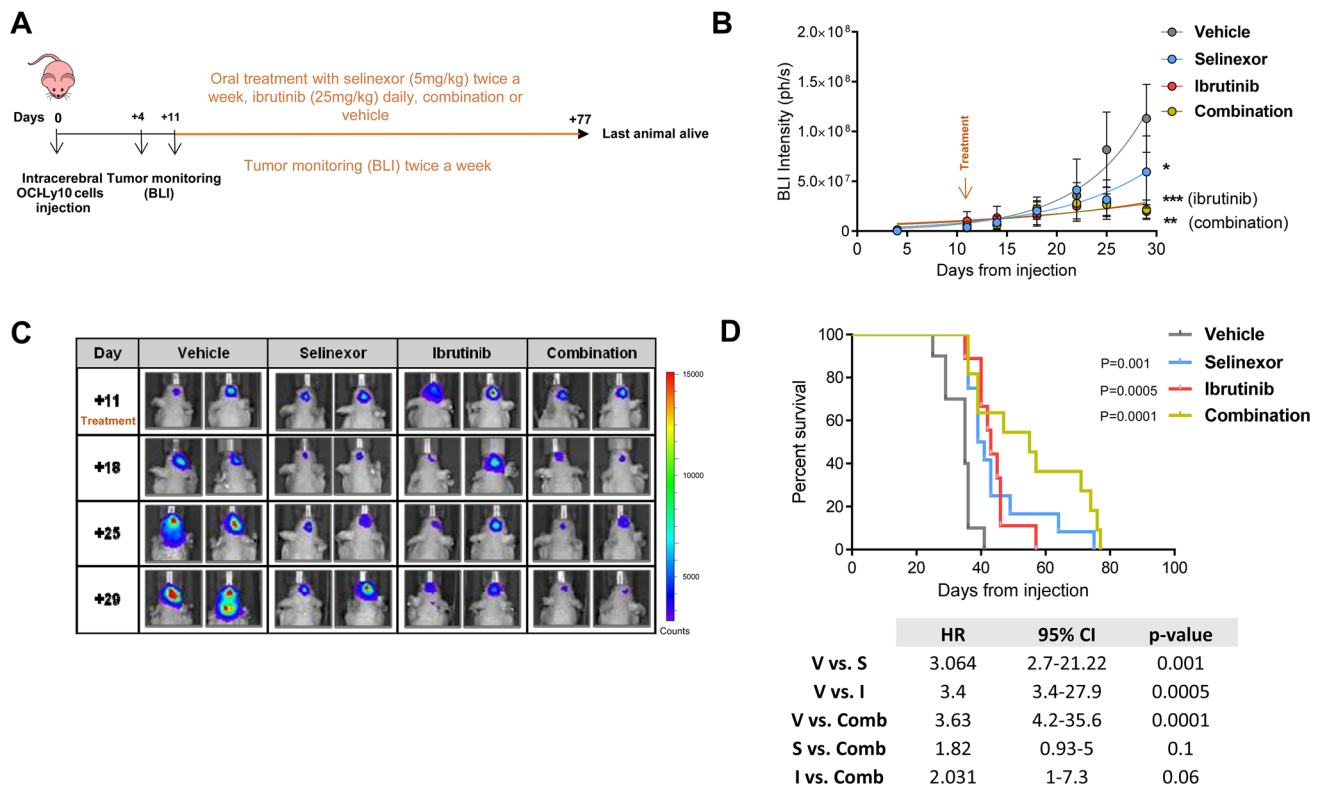 A
Oral treatment with selinexor (5mg/kg) twice a
week, ibrutinib (25mg/kg) daily, combination or
vehicle
Days 0 +4 +11 +77
Last animal alive
Tumor monitoring (BLI) twice a week
Intracerebral
OCI-Ly10 cells
injection
Tumor monitoring
(BLI)
B
BLI Intensity (ph/s)
2.0×10⁸
1.5×10⁸
1.0×10⁸
5.0×10⁷
0
Treatment
0 5 10 15 20 25 30
Days from injection
Vehicle
Selinexor
Ibrutinib
Combination
*
*** (ibrutinib)
** (combination)
C
Day Vehicle Selinexor Ibrutinib Combination
+11
Treatment
+18
+25
+29
15000
10000
5000
Counts
D
Percent survival
100
80
60
40
20
0
0 20 40 60 80 100
Days from injection
Vehicle
P=0.001 Selinexor
P=0.0005 Ibrutinib
P=0.0001 Combination
HR 95% CI p-value
V vs. S 3.064 2.7-21.22 0.001
V vs. I 3.4 3.4-27.9 0.0005
V vs. Comb 3.63 4.2-35.6 0.0001
S vs. Comb 1.82 0.93-5 0.1
I vs. Comb 2.031 1-7.3 0.06